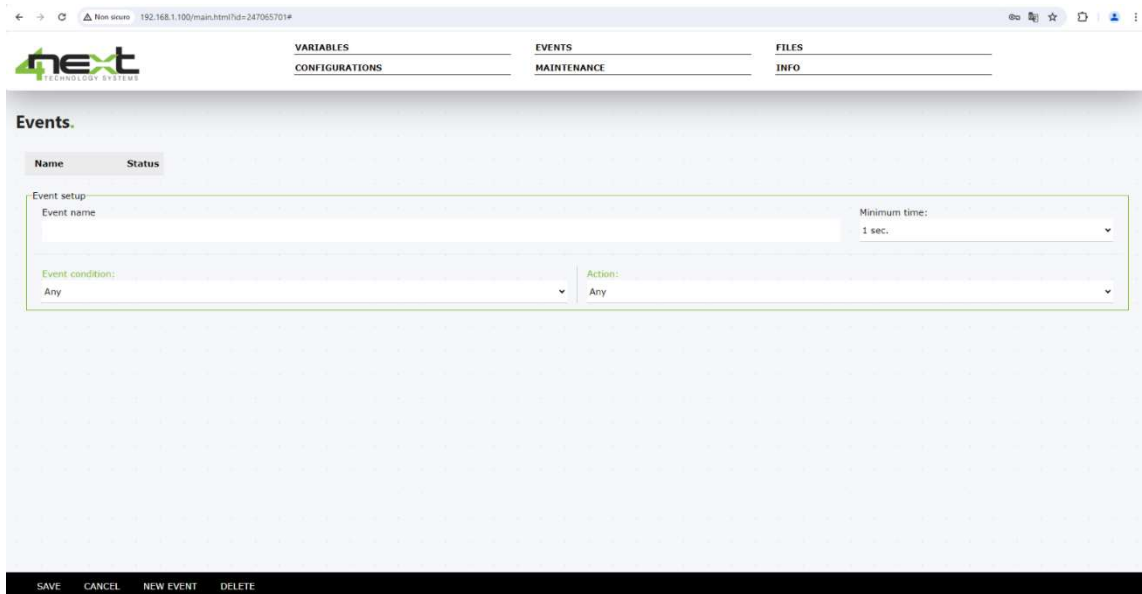 Non sicuro 192.168.1.100/main.html?id=247065701#
4next
TECHNOLOGY SYSTEMS
VARIABLES EVENTS FILES
CONFIGURATIONS MAINTENANCE INFO
Events.
Name Status
Event setup
Event name Minimum time:
1 sec.
Event condition: Action:
Any Any
SAVE CANCEL NEW EVENT DELETE